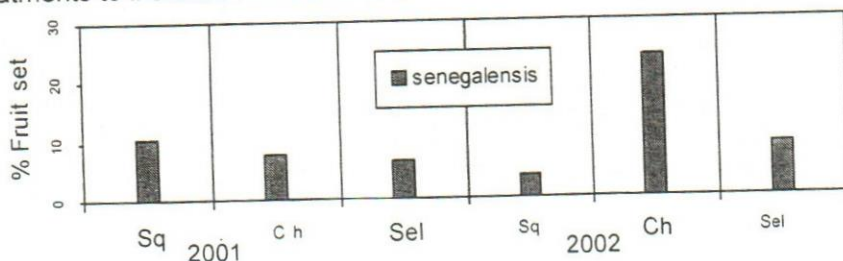 30
20
10
0
% Fruit set
senegalensis
Sq C h Sel Sq Ch Sel
2001 2002